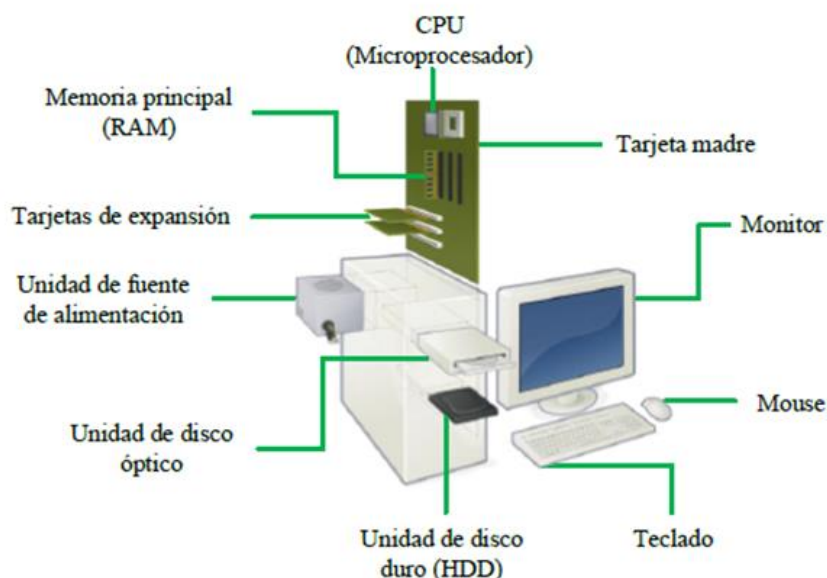 CPU
(Microprocesador)
Memoria principal
(RAM)
Tarjeta madre
Tarjetas de expansión
Monitor
Unidad de fuente
de alimentación
Mouse
Unidad de disco
óptico
Unidad de disco
duro (HDD)
Teclado